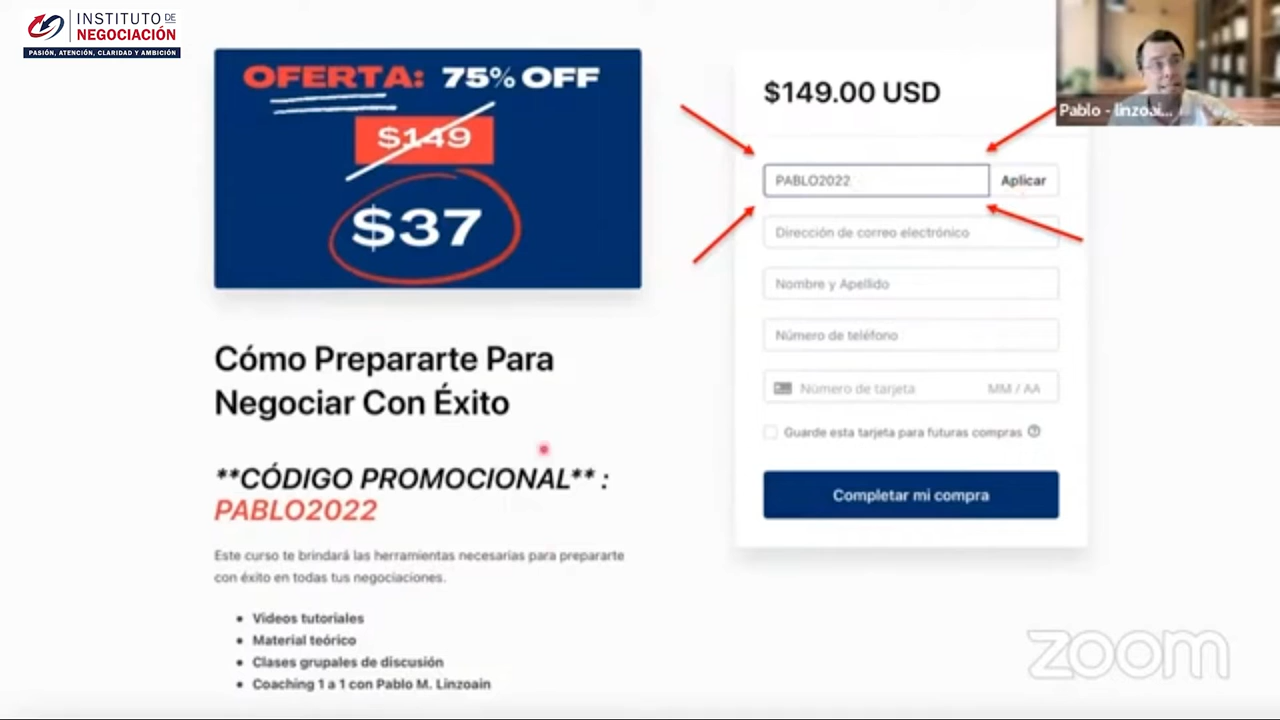 INSTITUTO DE
NEGOCIACIÓN
PASIÓN, ATENCIÓN, CLARIDAD Y AMBICIÓN
OFERTA: 75% OFF
$149
$37
Cómo Prepararte Para
Negociar Con Éxito
**CÓDIGO PROMOCIONAL** :
PABLO2022
Este curso te brindará las herramientas necesarias para prepararte
con éxito en todas tus negociaciones.
• Videos tutoriales
• Material teórico
• Clases grupales de discusión
• Coaching 1 a 1 con Pablo M. Linzoain
$149.00 USD
PABLO2022 Aplicar
Dirección de correo electrónico
Nombre y Apellido
Número de teléfono
Número de tarjeta MM / AA
Guarde esta tarjeta para futuras compras
Completar mi compra
Pablo - linzoai...
zoom